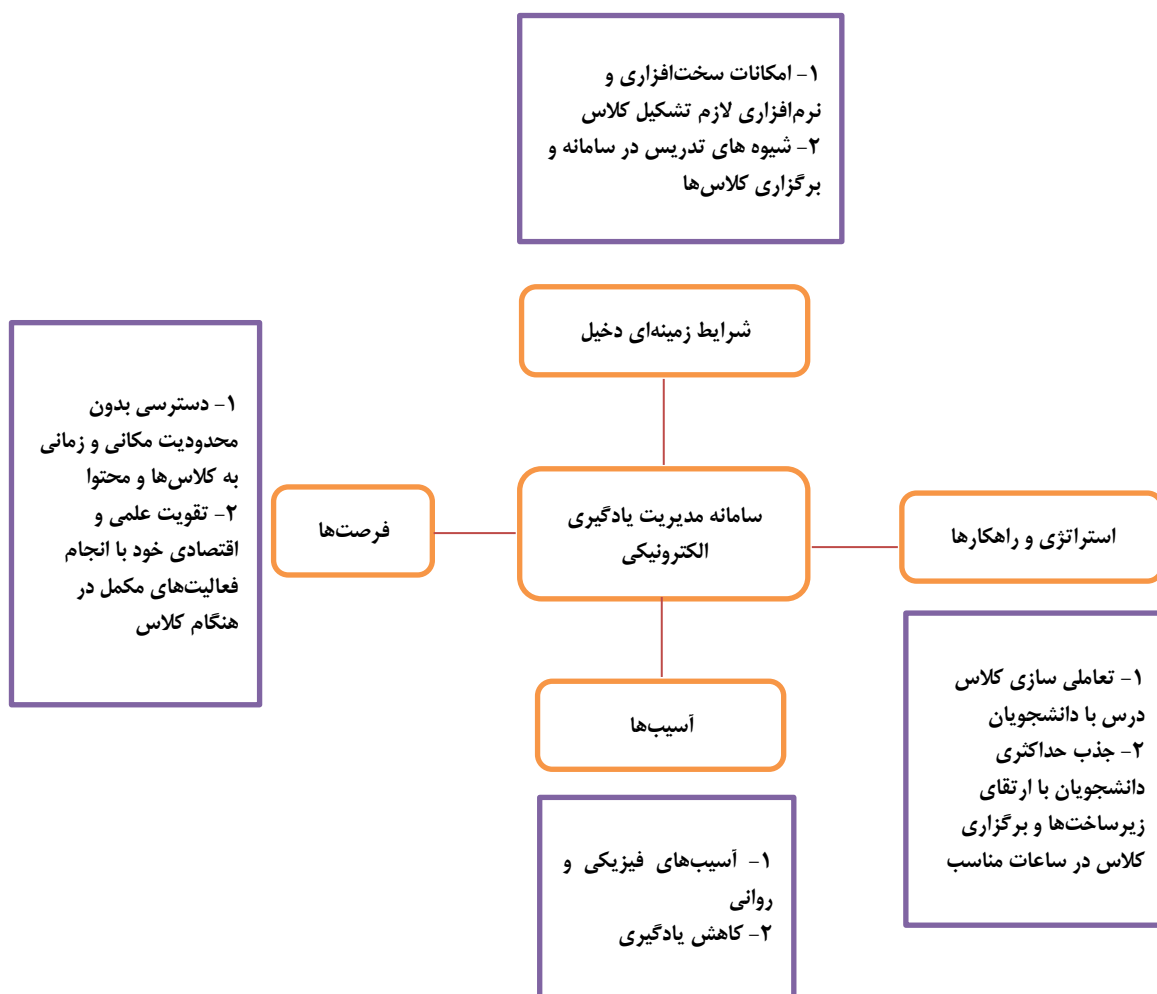 ۱- امکانات سخت‌افزاری و
نرم‌افزاری لازم تشکیل کلاس
۲- شیوه های تدریس در سامانه و
برگزاری کلاس‌ها
شرایط زمینه‌ای دخیل
سامانه مدیریت یادگیری
الکترونیکی
استراتژی و راهکارها
۱- تعاملی سازی کلاس
درس با دانشجویان
۲- جذب حداکثری
دانشجویان با ارتقای
زیرساخت‌ها و برگزاری
کلاس در ساعات مناسب
فرصت‌ها
۱- دسترسی بدون
محدودیت مکانی و زمانی
به کلاس‌ها و محتوا
۲- تقویت علمی و
اقتصادی خود با انجام
فعالیت‌های مکمل در
هنگام کلاس
آسیب‌ها
۱- آسیب‌های فیزیکی و
روانی
۲- کاهش یادگیری